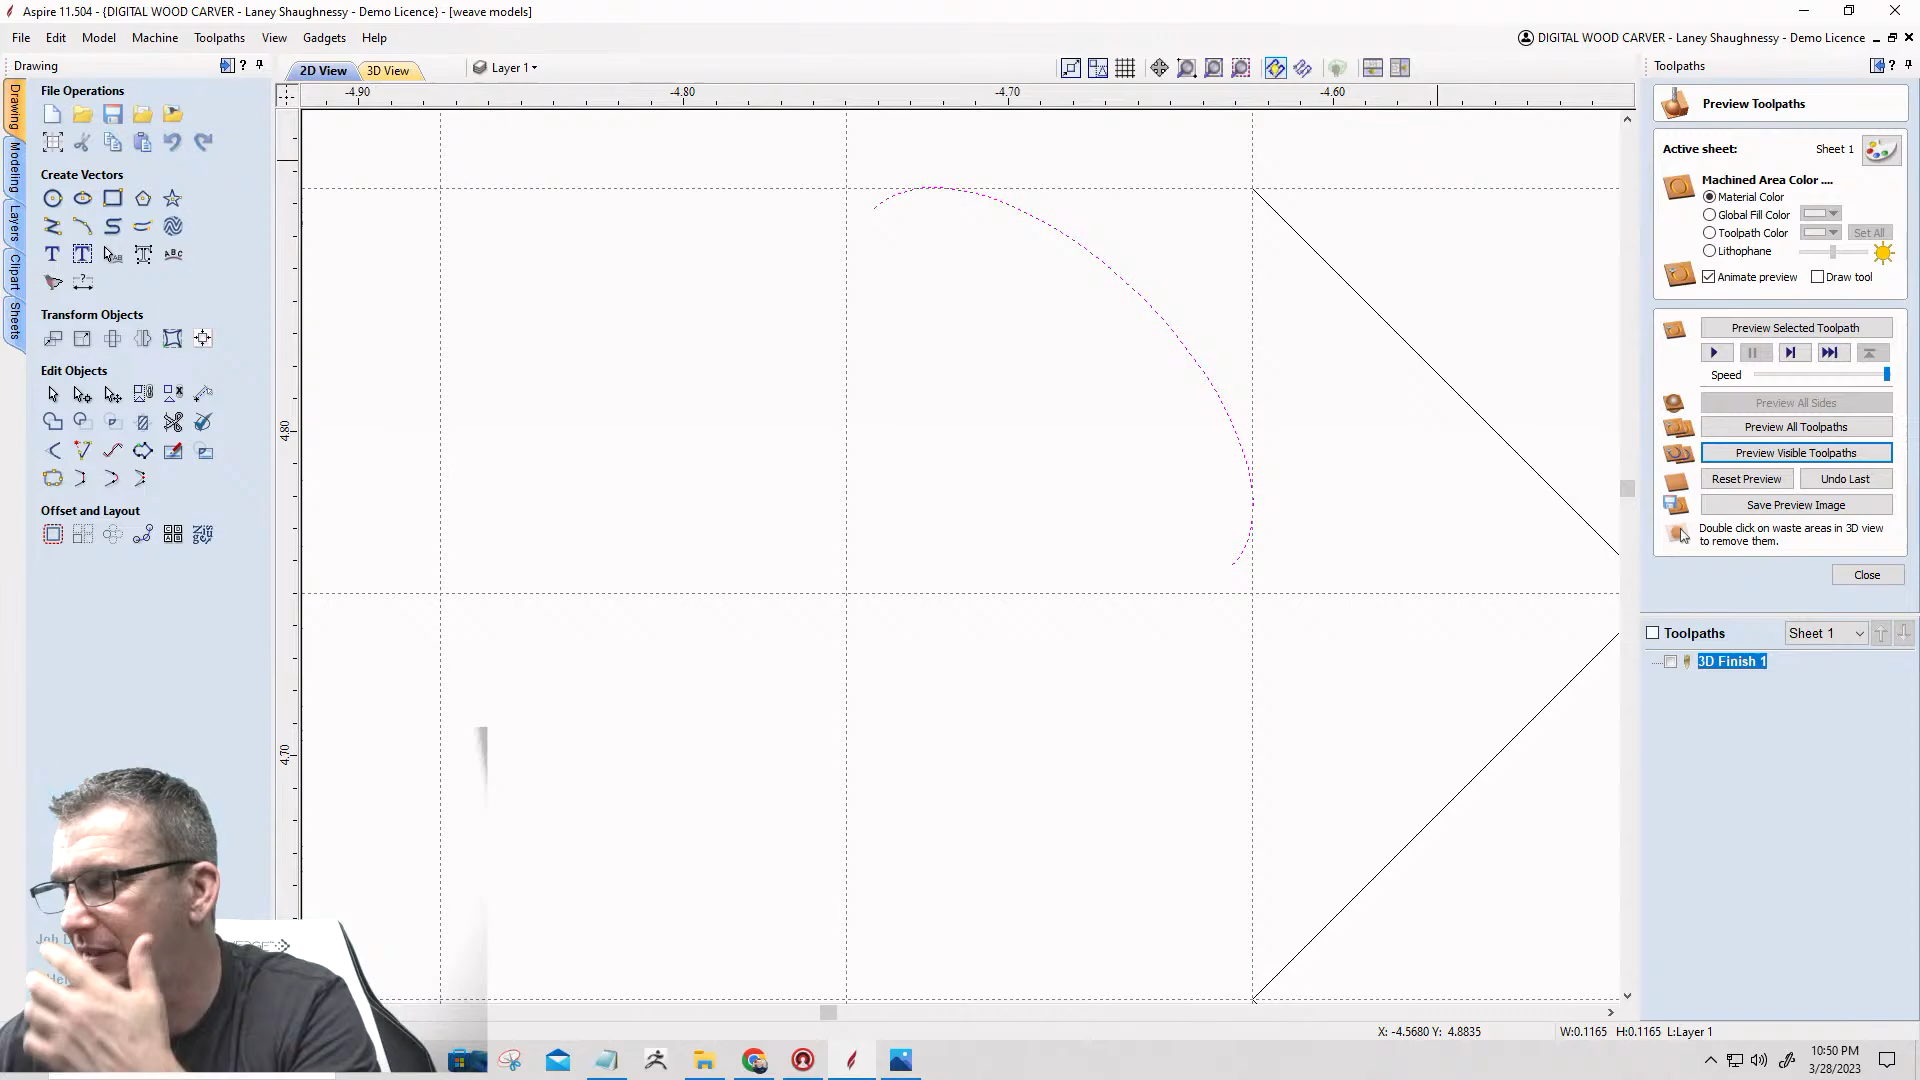 Aspire 11.504 - {DIGITAL WOOD CARVER - Laney Shaughnessy - Demo Licence} - [weave models]
File Edit Model Machine Toolpaths View Gadgets Help
DIGITAL WOOD CARVER - Laney Shaughnessy - Demo Licence
Drawing
2D View
3D View
Layer 1
Toolpaths
Drawing
Modeling
Layers
Clipart
Sheets
File Operations
Create Vectors
Transform Objects
Edit Objects
Offset and Layout
-4.90
-4.80
-4.70
-4.60
4.80
4.70
Preview Toolpaths
Active sheet: Sheet 1
Machined Area Color ....
Material Color
Global Fill Color
Toolpath Color
Set All
Lithophane
Animate preview
Draw tool
Preview Selected Toolpath
Speed
Preview All Sides
Preview All Toolpaths
Preview Visible Toolpaths
Reset Preview
Undo Last
Save Preview Image
Double click on waste areas in 3D view
to remove them.
Close
Toolpaths
Sheet 1
3D Finish 1
X: -4.5680 Y: 4.8835
W:0.1165 H:0.1165 L:Layer 1
10:50 PM
3/28/2023